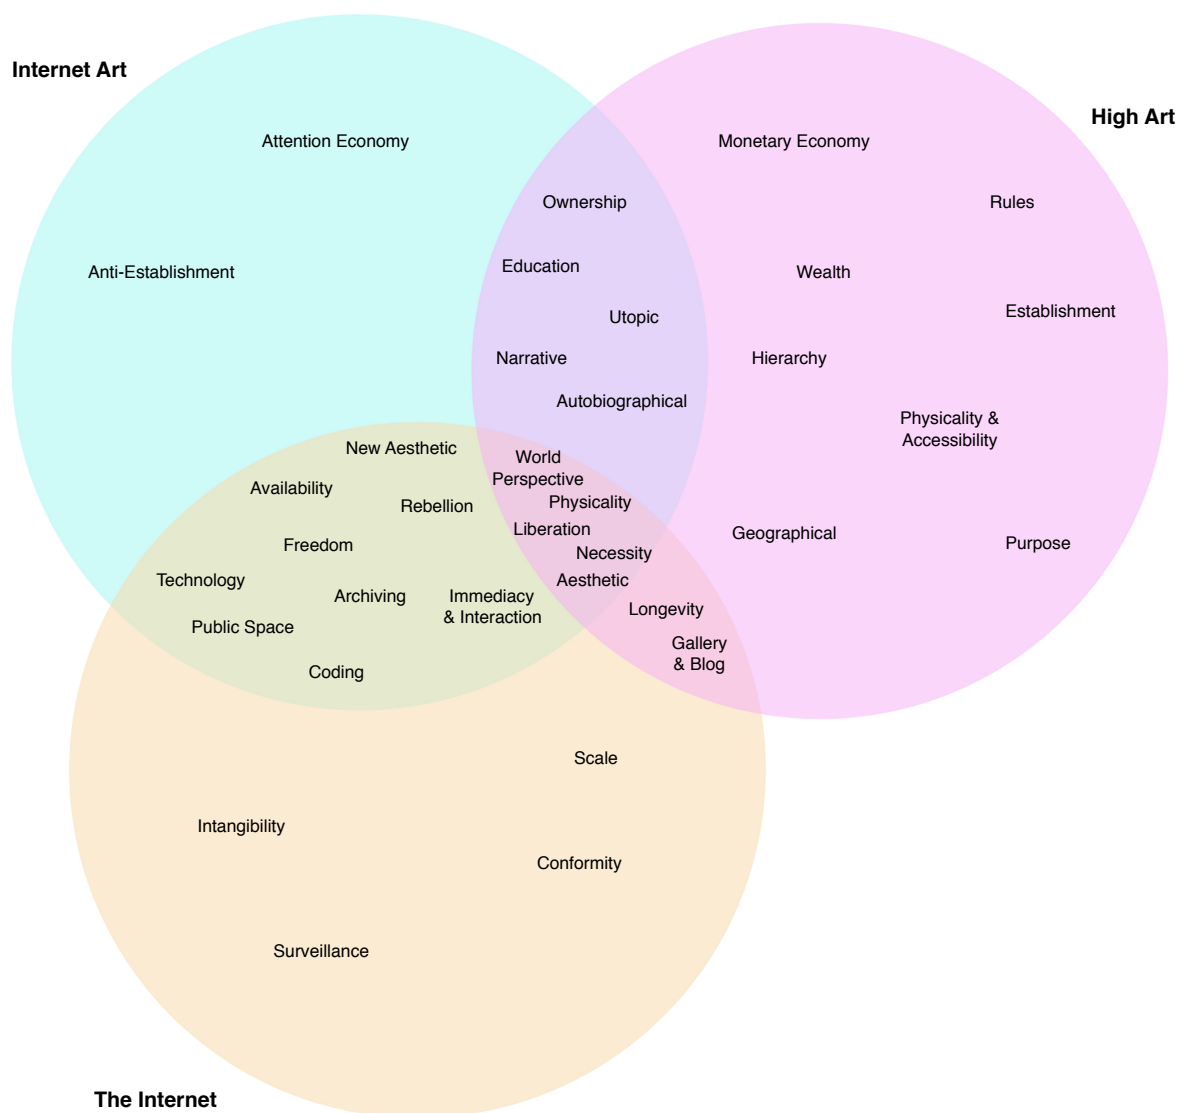 Internet Art
High Art
Attention Economy
Monetary Economy
Ownership
Rules
Education
Anti-Establishment
Wealth
Utopic
Establishment
Narrative
Hierarchy
Autobiographical
Physicality &
Accessibility
New Aesthetic
World
Perspective
Availability
Rebellion
Physicality
Liberation
Geographical
Freedom
Purpose
Necessity
Technology
Aesthetic
Archiving
Immediacy
& Interaction
Longevity
Public Space
Gallery
& Blog
Coding
Scale
Intangibility
Conformity
Surveillance
The Internet